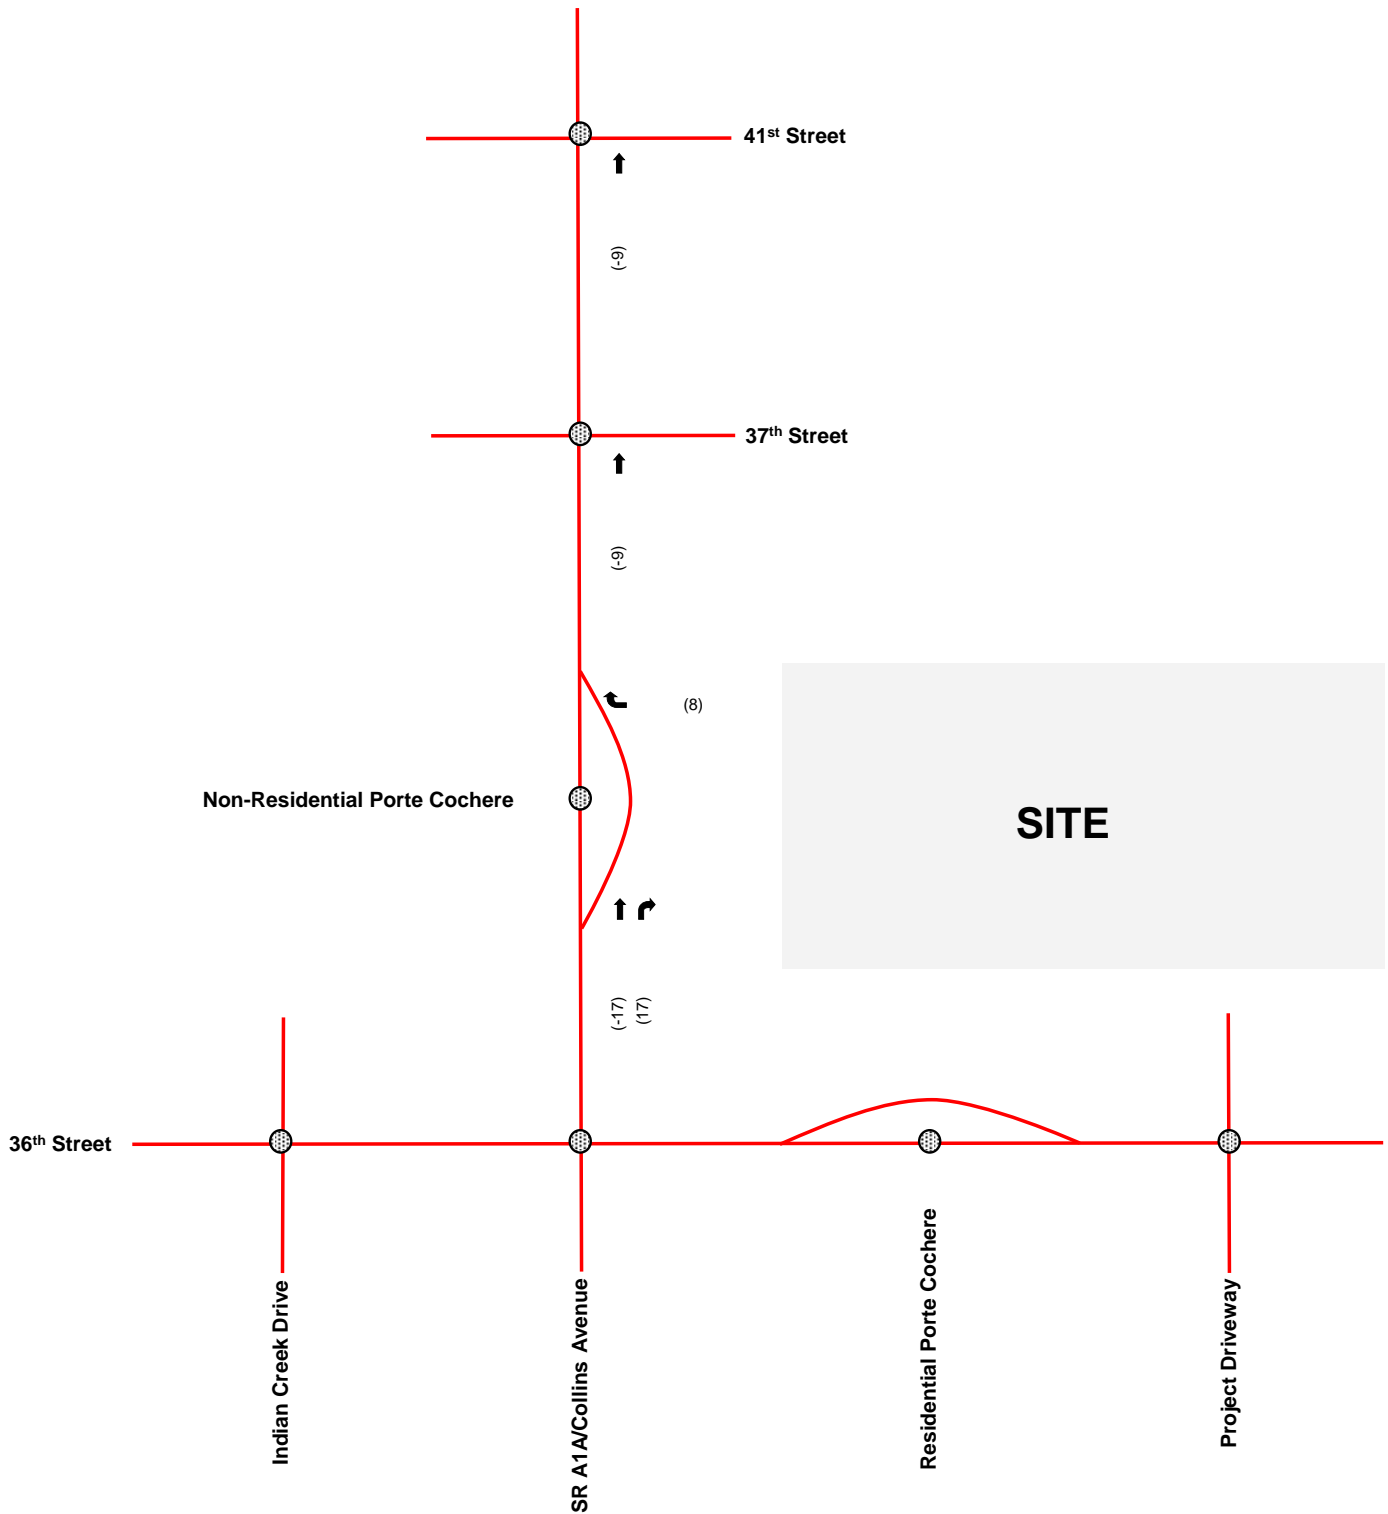 41st Street
(-9)
37th Street
(-9)
(8)
Non-Residential Porte Cochere
SITE
(-17)
(17)
36th Street
Indian Creek Drive
SR A1A/Collins Avenue
Residential Porte Cochere
Project Driveway